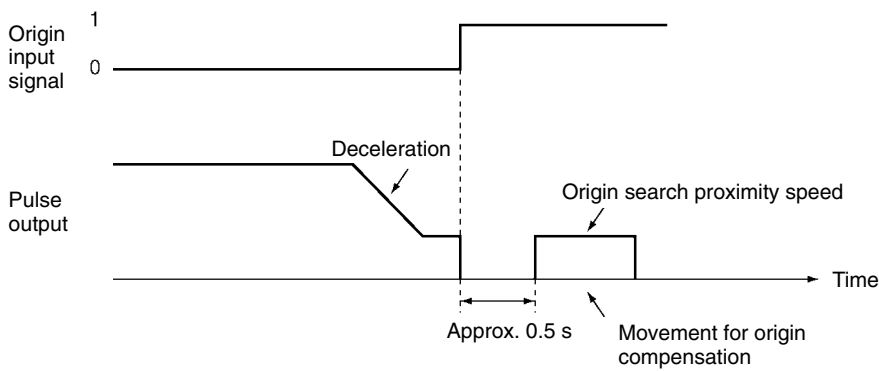 Origin
input
signal
1
0
Deceleration
Pulse
output
Origin search proximity speed
Time
Approx. 0.5 s
Movement for origin
compensation